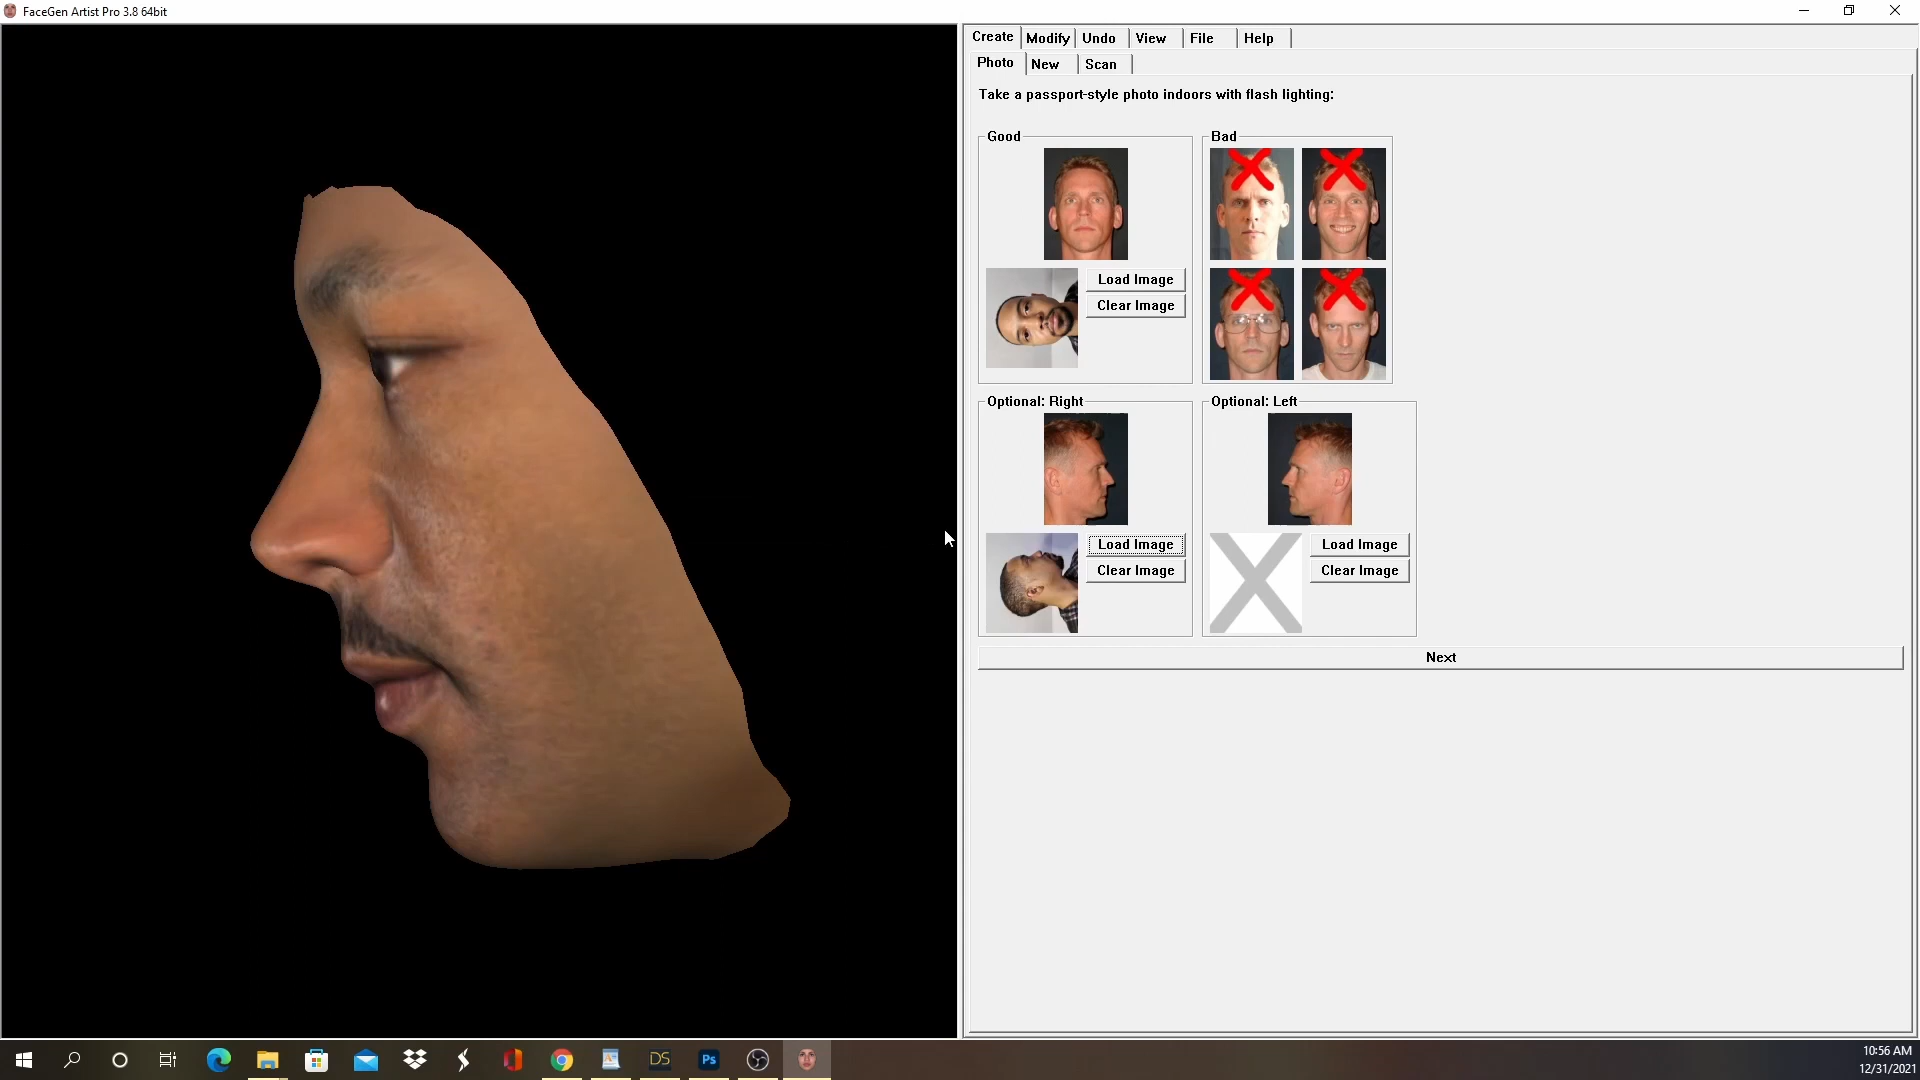 FaceGen Artist Pro 3.8 64bit
Create Modify Undo View File Help
Photo New Scan
Take a passport-style photo indoors with flash lighting:
Good
Bad
Load Image
Clear Image
Optional: Right
Optional: Left
Load Image
Clear Image
Load Image
Clear Image
Next
DS
Ps
10:56 AM
12/31/2021